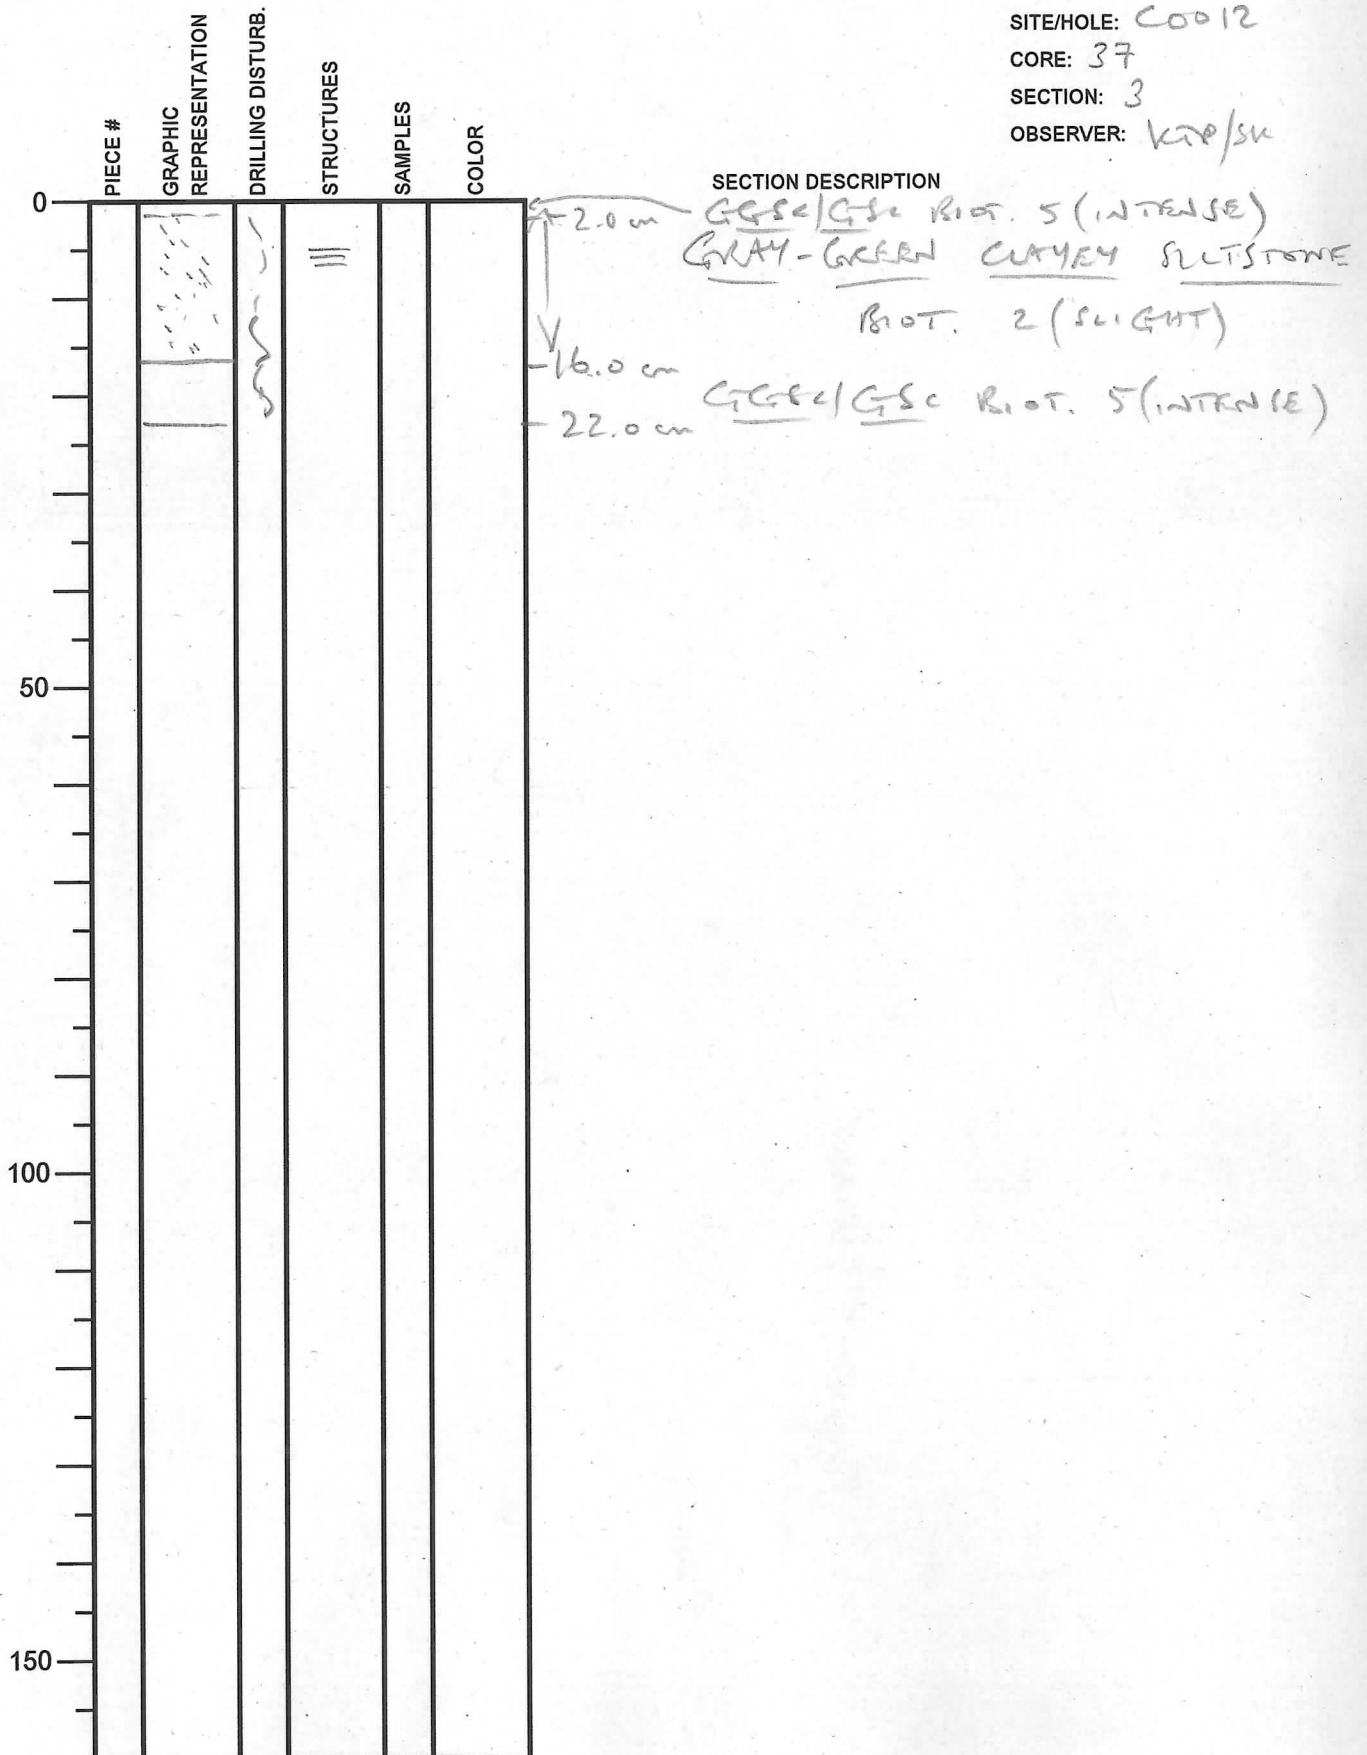 SITE/HOLE: C0012
CORE: 37
SECTION: 3
OBSERVER: KTP/SK
PIECE #
GRAPHIC
REPRESENTATION
DRILLING DISTURB.
STRUCTURES
SAMPLES
COLOR
SECTION DESCRIPTION
0
2.0 cm GGSc/GSc BIOT. 5 (INTENSE)
GRAY-GREEN CLAYEY SILTSTONE
BIOT. 2 (SLIGHT)
16.0 cm
GGSc/GSc BIOT. 5 (INTENSE)
22.0 cm
50
100
150